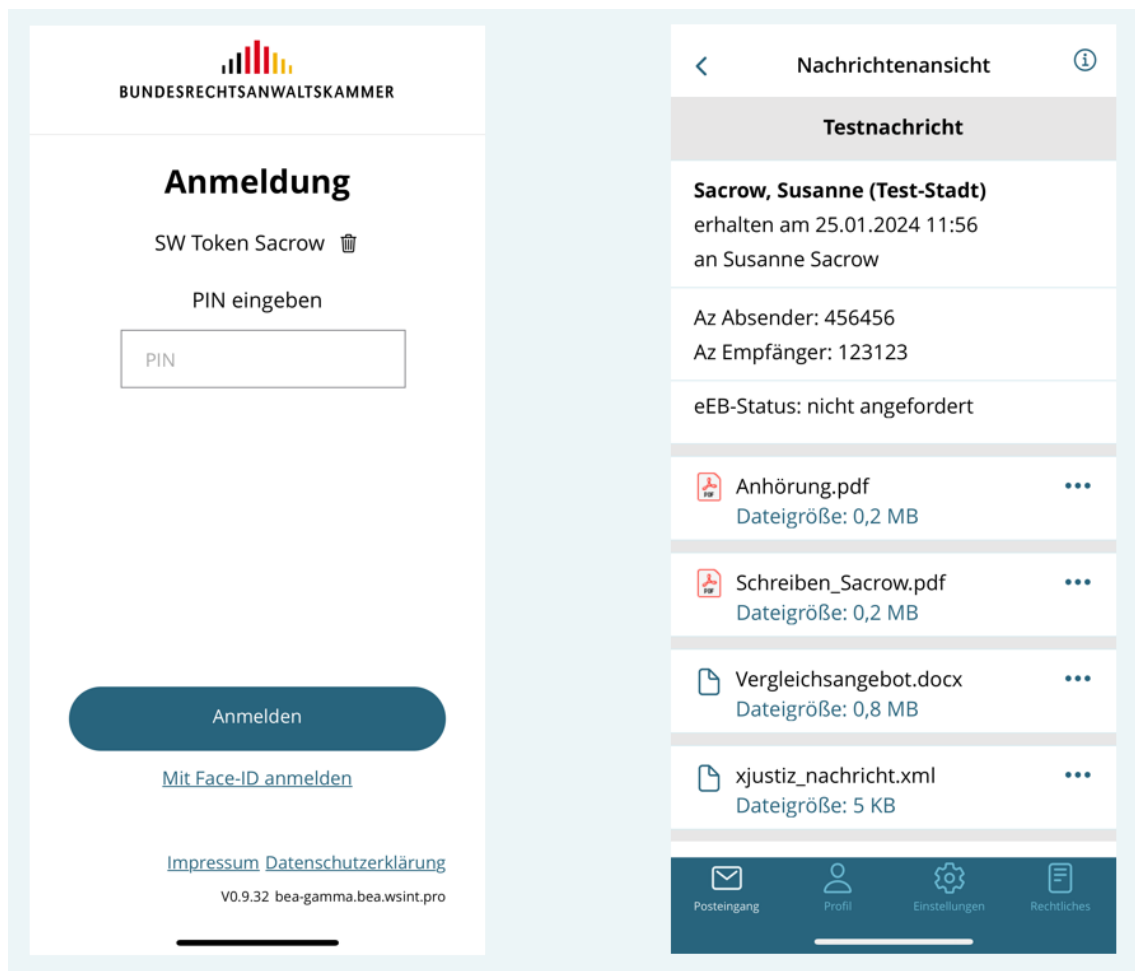 BUNDESRECHTSANWALTSKAMMER
Anmeldung
SW Token Sacrow
PIN eingeben
PIN
Anmelden
Mit Face-ID anmelden
Impressum Datenschutzerklärung
V0.9.32 bea-gamma.bea.wsint.pro
Nachrichtenansicht
Testnachricht
Sacrow, Susanne (Test-Stadt)
erhalten am 25.01.2024 11:56
an Susanne Sacrow
Az Absender: 456456
Az Empfänger: 123123
eEB-Status: nicht angefordert
PDF
Anhörung.pdf
Dateigröße: 0,2 MB
PDF
Schreiben_Sacrow.pdf
Dateigröße: 0,2 MB
Vergleichsangebot.docx
Dateigröße: 0,8 MB
xjustiz_nachricht.xml
Dateigröße: 5 KB
Posteingang Profil Einstellungen Rechtliches